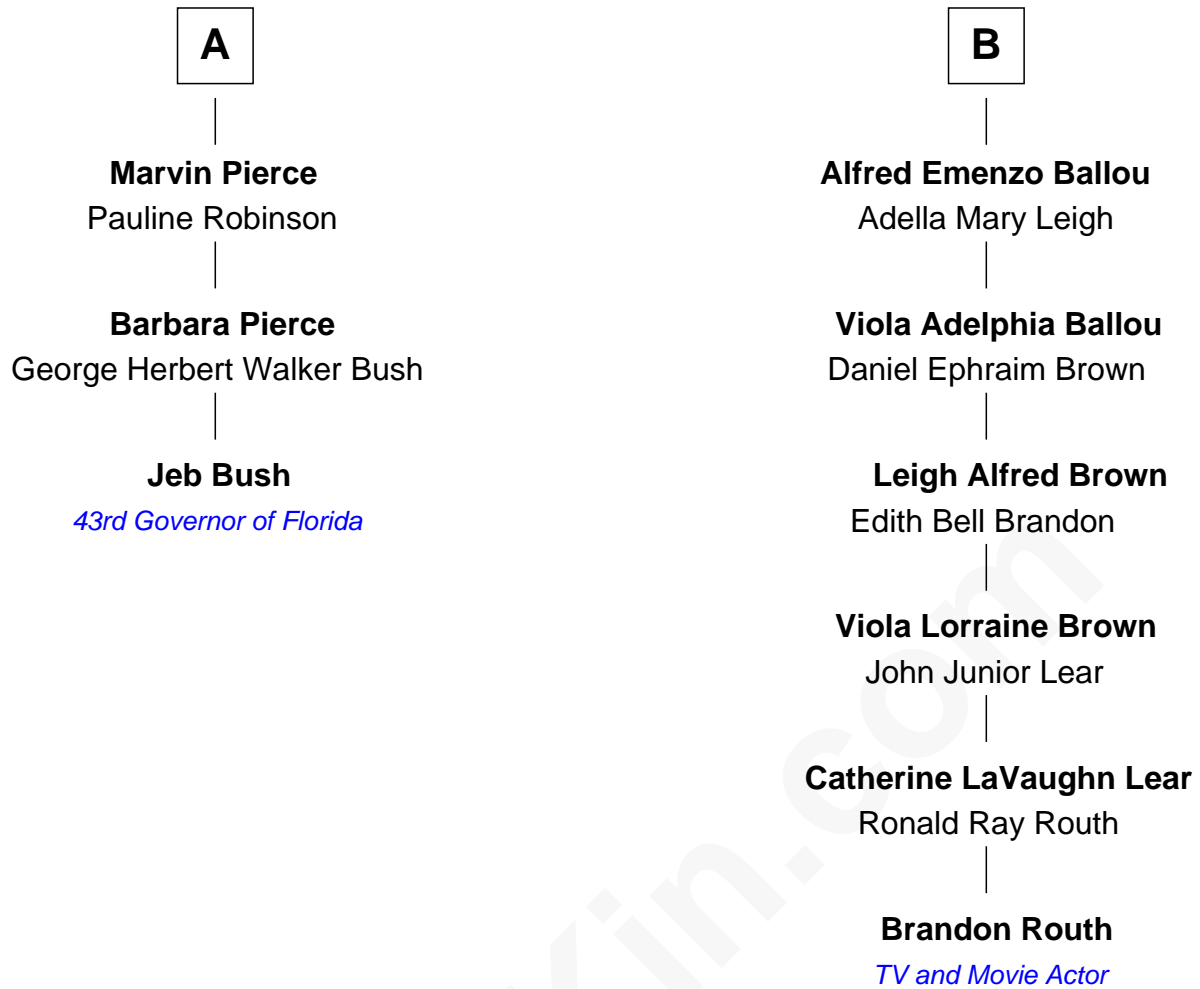 A
Marvin Pierce
Pauline Robinson
Barbara Pierce
George Herbert Walker Bush
Jeb Bush
43rd Governor of Florida
B
Alfred Emenzo Ballou
Adella Mary Leigh
Viola Adelphia Ballou
Daniel Ephraim Brown
Leigh Alfred Brown
Edith Bell Brandon
Viola Lorraine Brown
John Junior Lear
Catherine LaVaughn Lear
Ronald Ray Routh
Brandon Routh
TV and Movie Actor
Kin.com